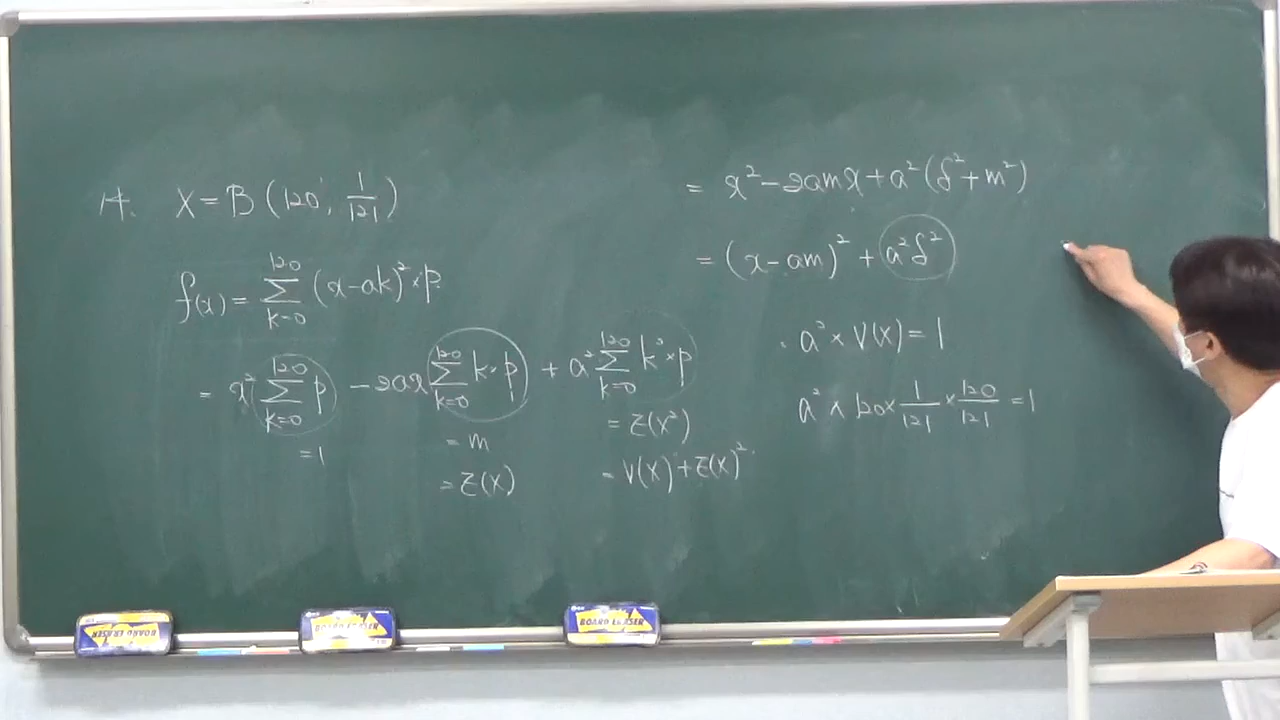 14. X = B (120, 1/121)
f(x) = Σ_{k=0}^{120} (x-ak)² × p
= x² Σ_{k=0}^{120} p - 2ax Σ_{k=0}^{120} k·p + a² Σ_{k=0}^{120} k² × p
=1
= m
= E(X)
= E(X²)
= V(X) + E(X)²
= x² - 2amx + a² (σ² + m²)
= (x - am)² + a²σ²
a² × V(X) = 1
a² × 120 × 1/121 × 120/121 = 1
BOARD ERASER
BOARD ERASER
BOARD ERASER